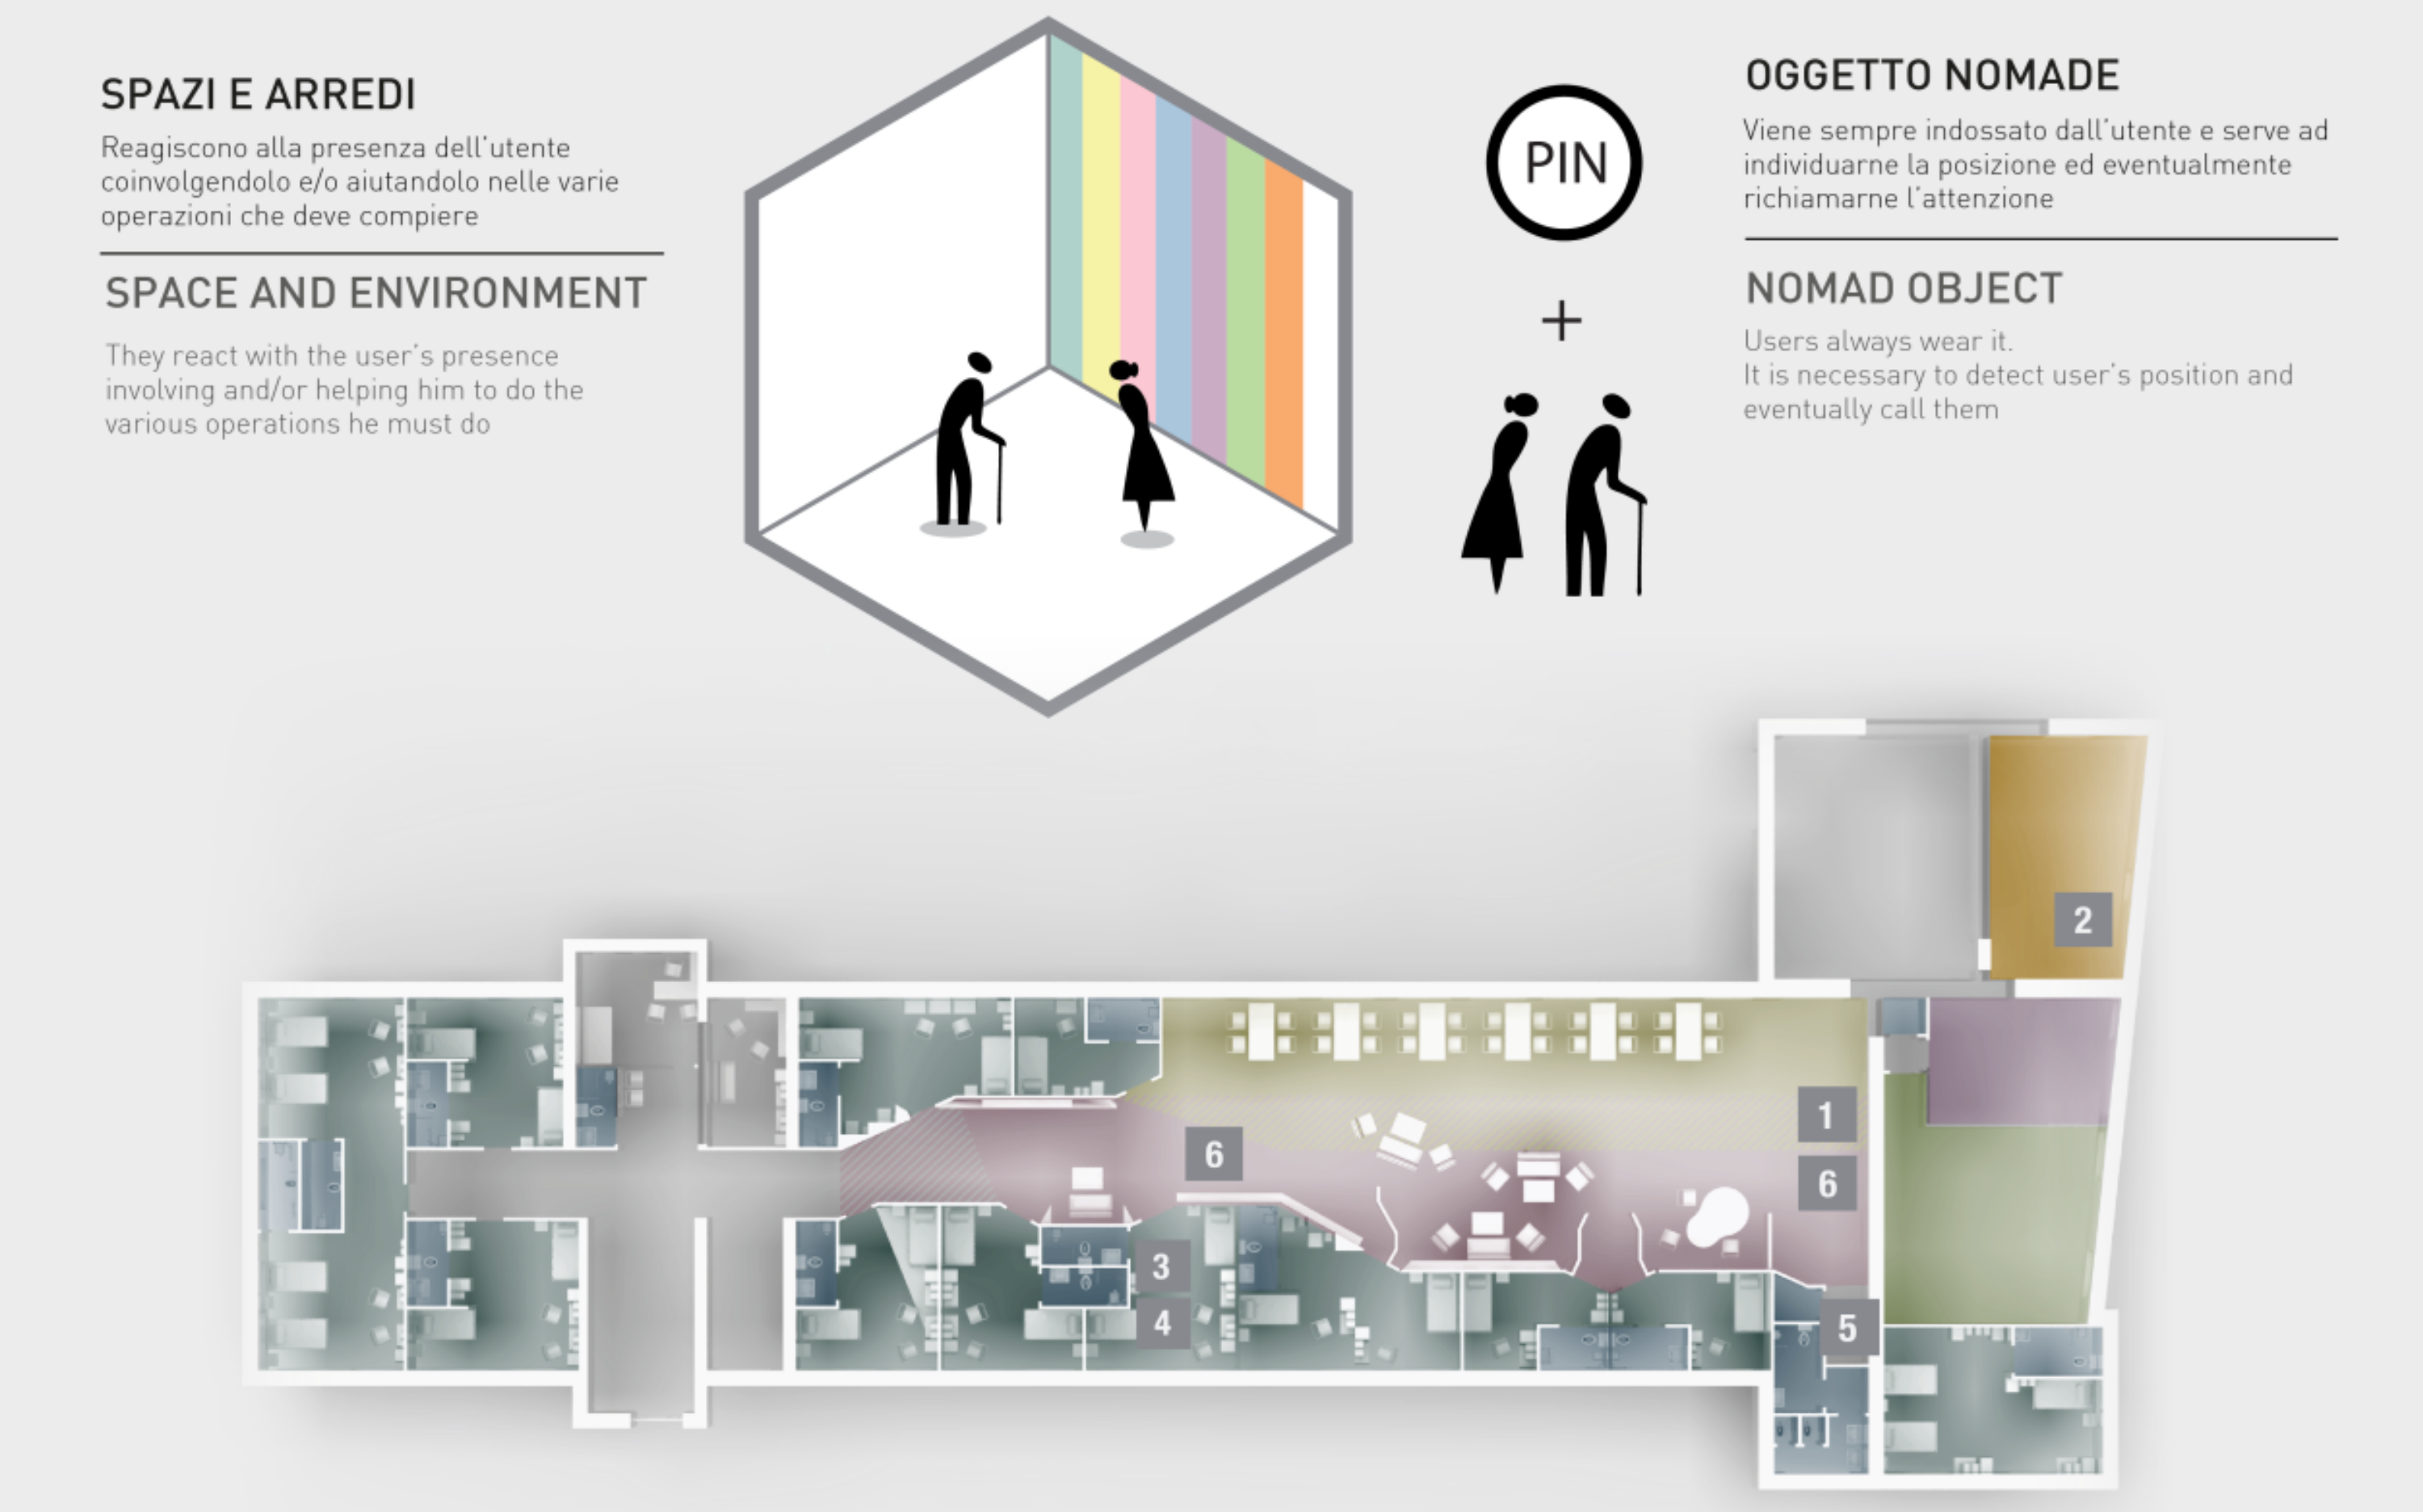 SPAZI E ARREDI
Reagiscono alla presenza dell'utente
coinvolgendolo e/o aiutandolo nelle varie
operazioni che deve compiere
SPACE AND ENVIRONMENT
They react with the user's presence
involving and/or helping him to do the
various operations he must do
PIN
+
OGGETTO NOMADE
Viene sempre indossato dall'utente e serve ad
individuarne la posizione ed eventualmente
richiamarne l'attenzione
NOMAD OBJECT
Users always wear it.
It is necessary to detect user's position and
eventually call them
2
1
6
6
3
4
5